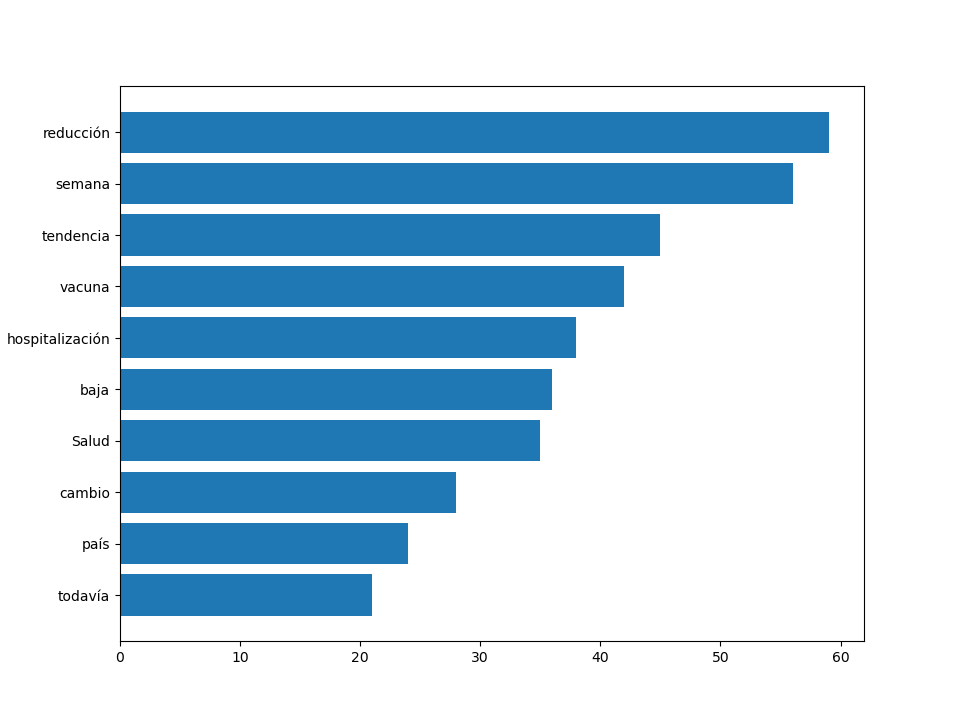 reducción
semana
tendencia
vacuna
hospitalización
baja
Salud
cambio
país
todavía
0 10 20 30 40 50 60